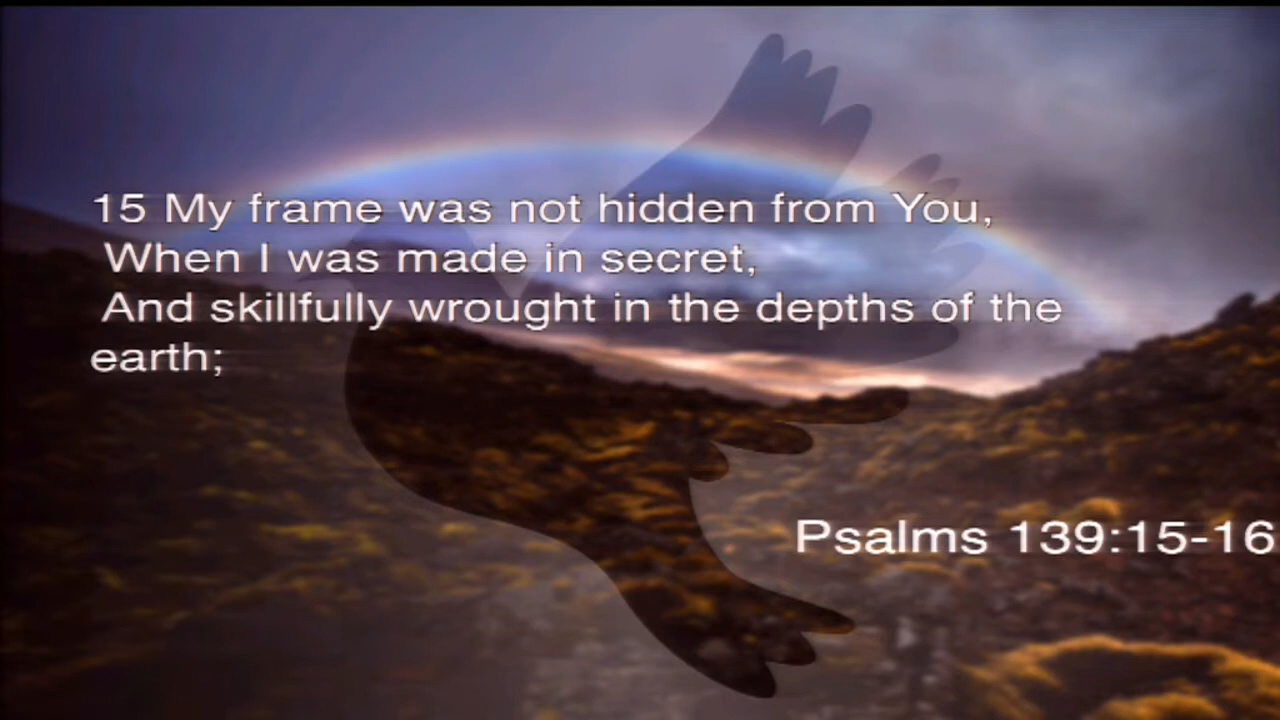 15 My frame was not hidden from You,
When I was made in secret,
And skillfully wrought in the depths of the
earth;
Psalms 139:15-16